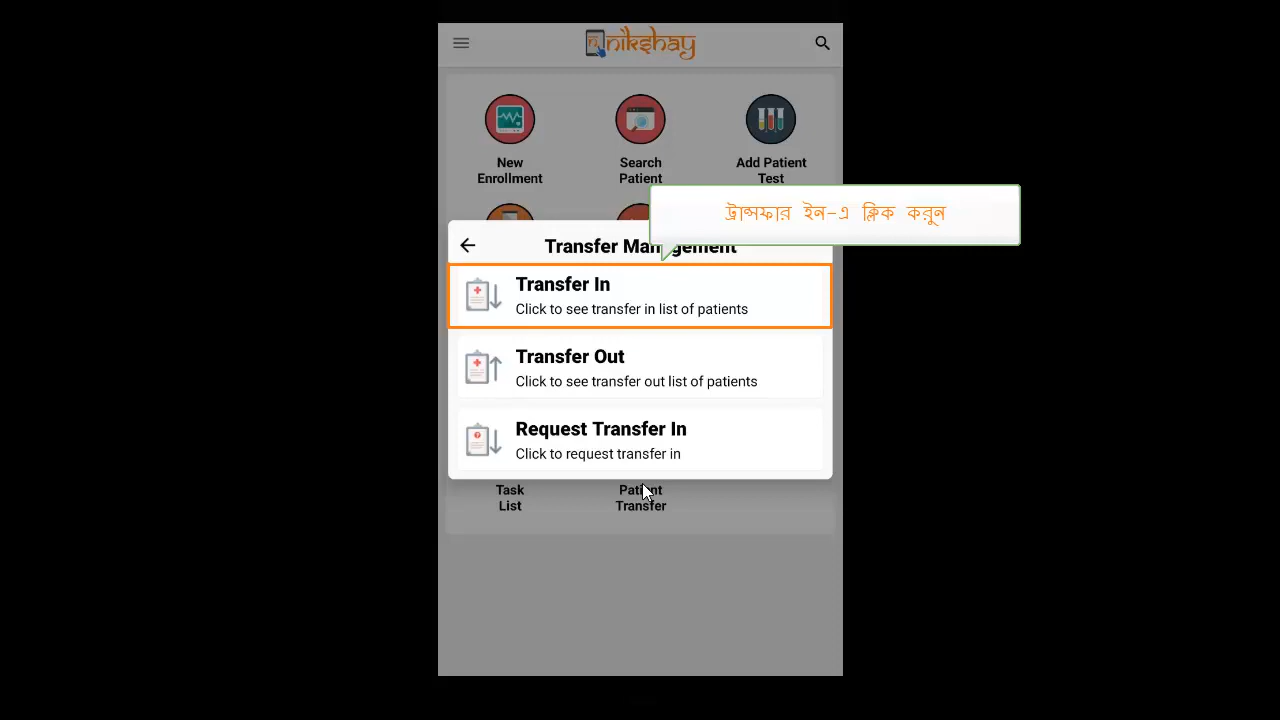 nikshay
New
Enrollment
Search
Patient
Add Patient
Test
ট্রান্সফার ইন-এ ক্লিক করুন
Transfer Management
Transfer In
Click to see transfer in list of patients
Transfer Out
Click to see transfer out list of patients
Request Transfer In
Click to request transfer in
Task
List
Patient
Transfer